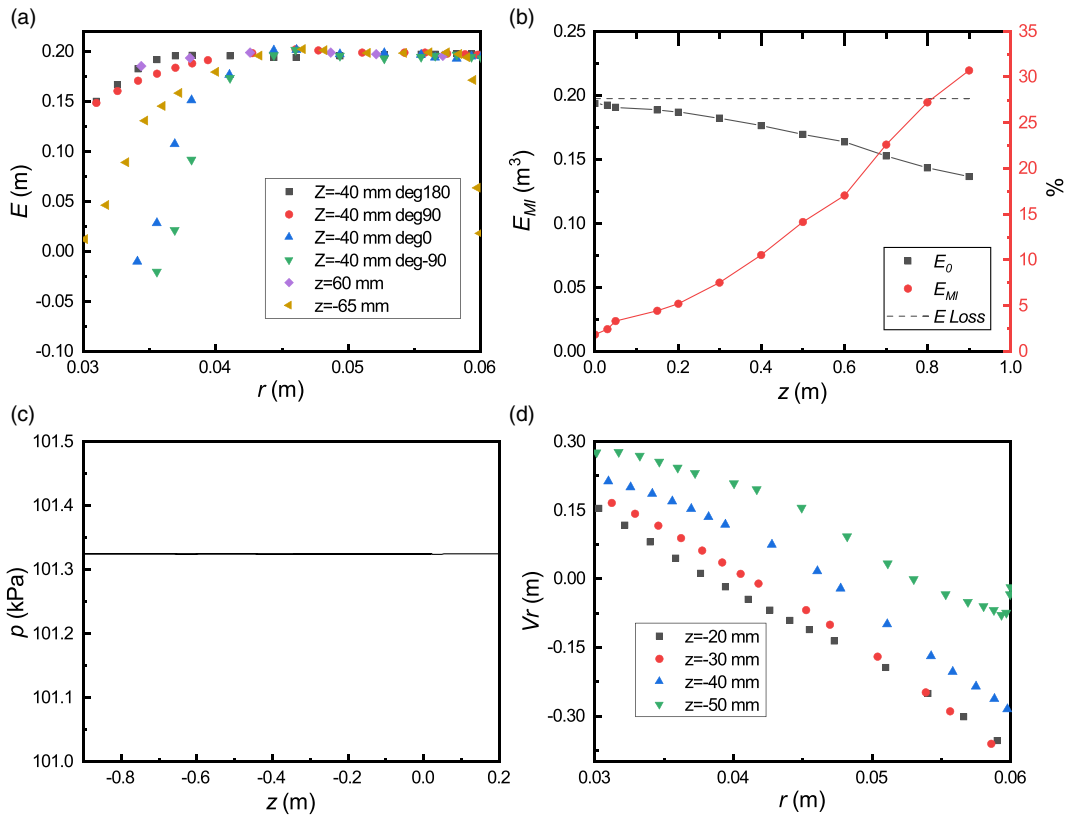 (a)
E (m)
0.20
0.15
0.10
0.05
0.00
-0.05
-0.10
Z=-40 mm deg180
Z=-40 mm deg90
Z=-40 mm deg0
Z=-40 mm deg-90
z=60 mm
z=-65 mm
0.03 0.04 0.05 0.06
r (m)
(b)
E_MI (m³)
0.25
0.20
0.15
0.10
0.05
0.00
E_0
E_MI
E Loss
35
30
25
20
15
10
5
0
%
0.0 0.2 0.4 0.6 0.8 1.0
z (m)
(c)
p (kPa)
101.5
101.4
101.3
101.2
101.1
101.0
-0.8 -0.6 -0.4 -0.2 0.0 0.2
z (m)
(d)
Vr (m)
0.30
0.15
0.00
-0.15
-0.30
z=-20 mm
z=-30 mm
z=-40 mm
z=-50 mm
0.03 0.04 0.05 0.06
r (m)